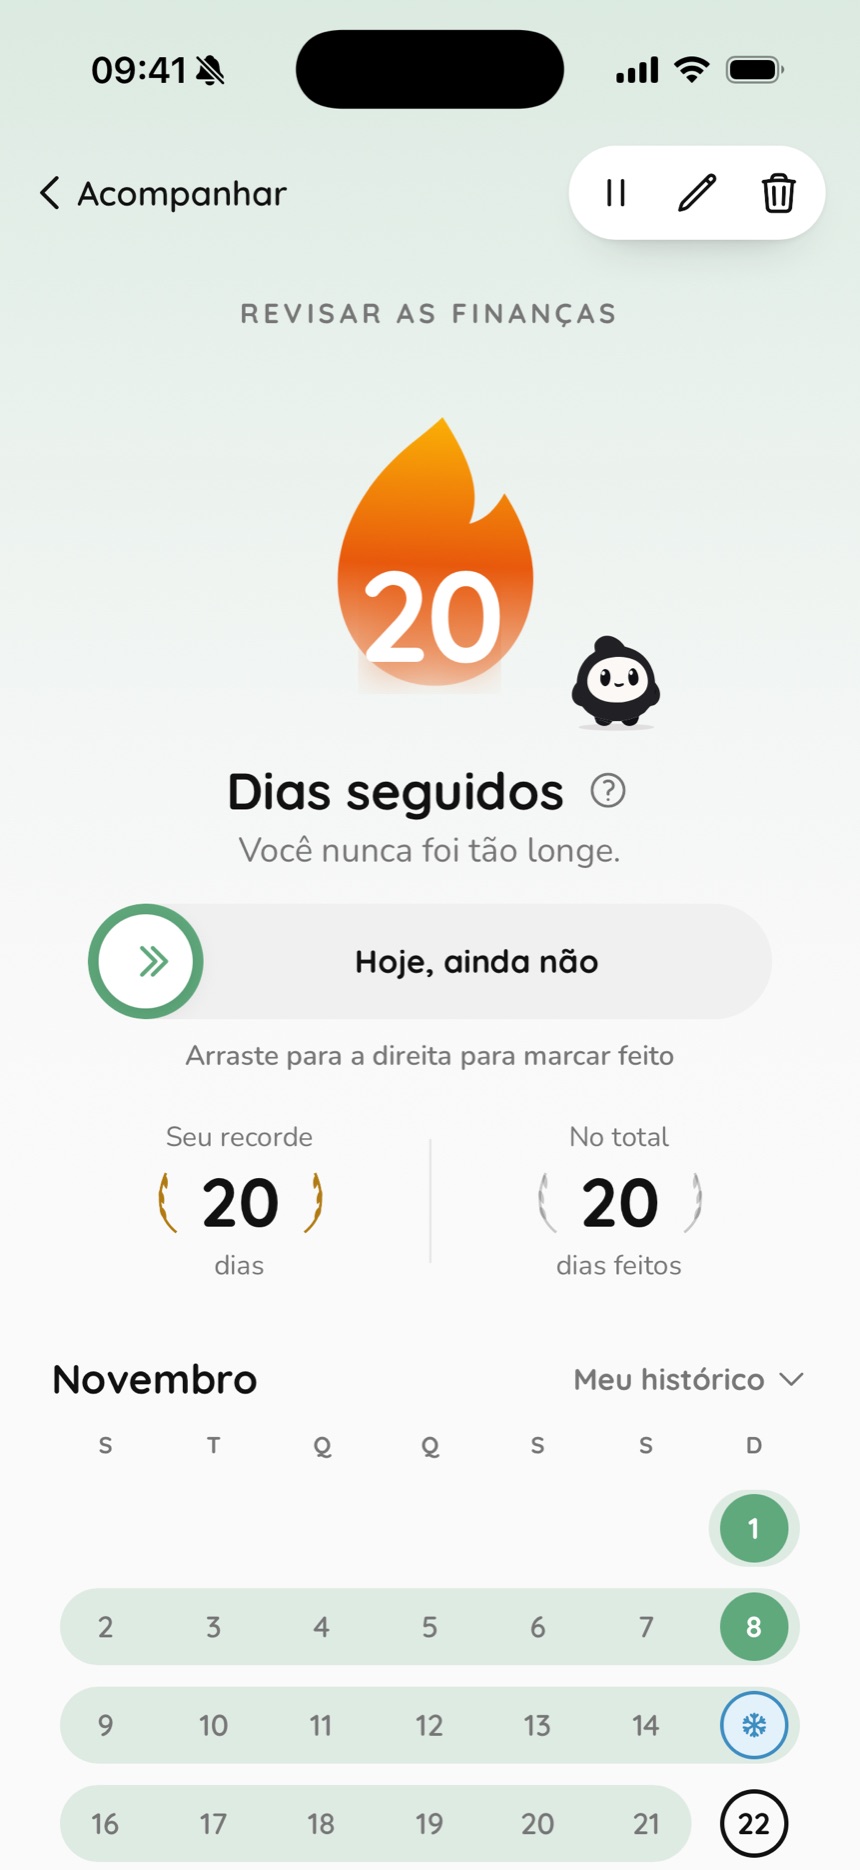 09:41
Acompanhar
REVISAR AS FINANÇAS
20
Dias seguidos ?
Você nunca foi tão longe.
Hoje, ainda não
Arraste para a direita para marcar feito
Seu recorde
20
dias
No total
20
dias feitos
Novembro
Meu histórico
S T Q Q S S D
1
2 3 4 5 6 7 8
9 10 11 12 13 14
16 17 18 19 20 21 22